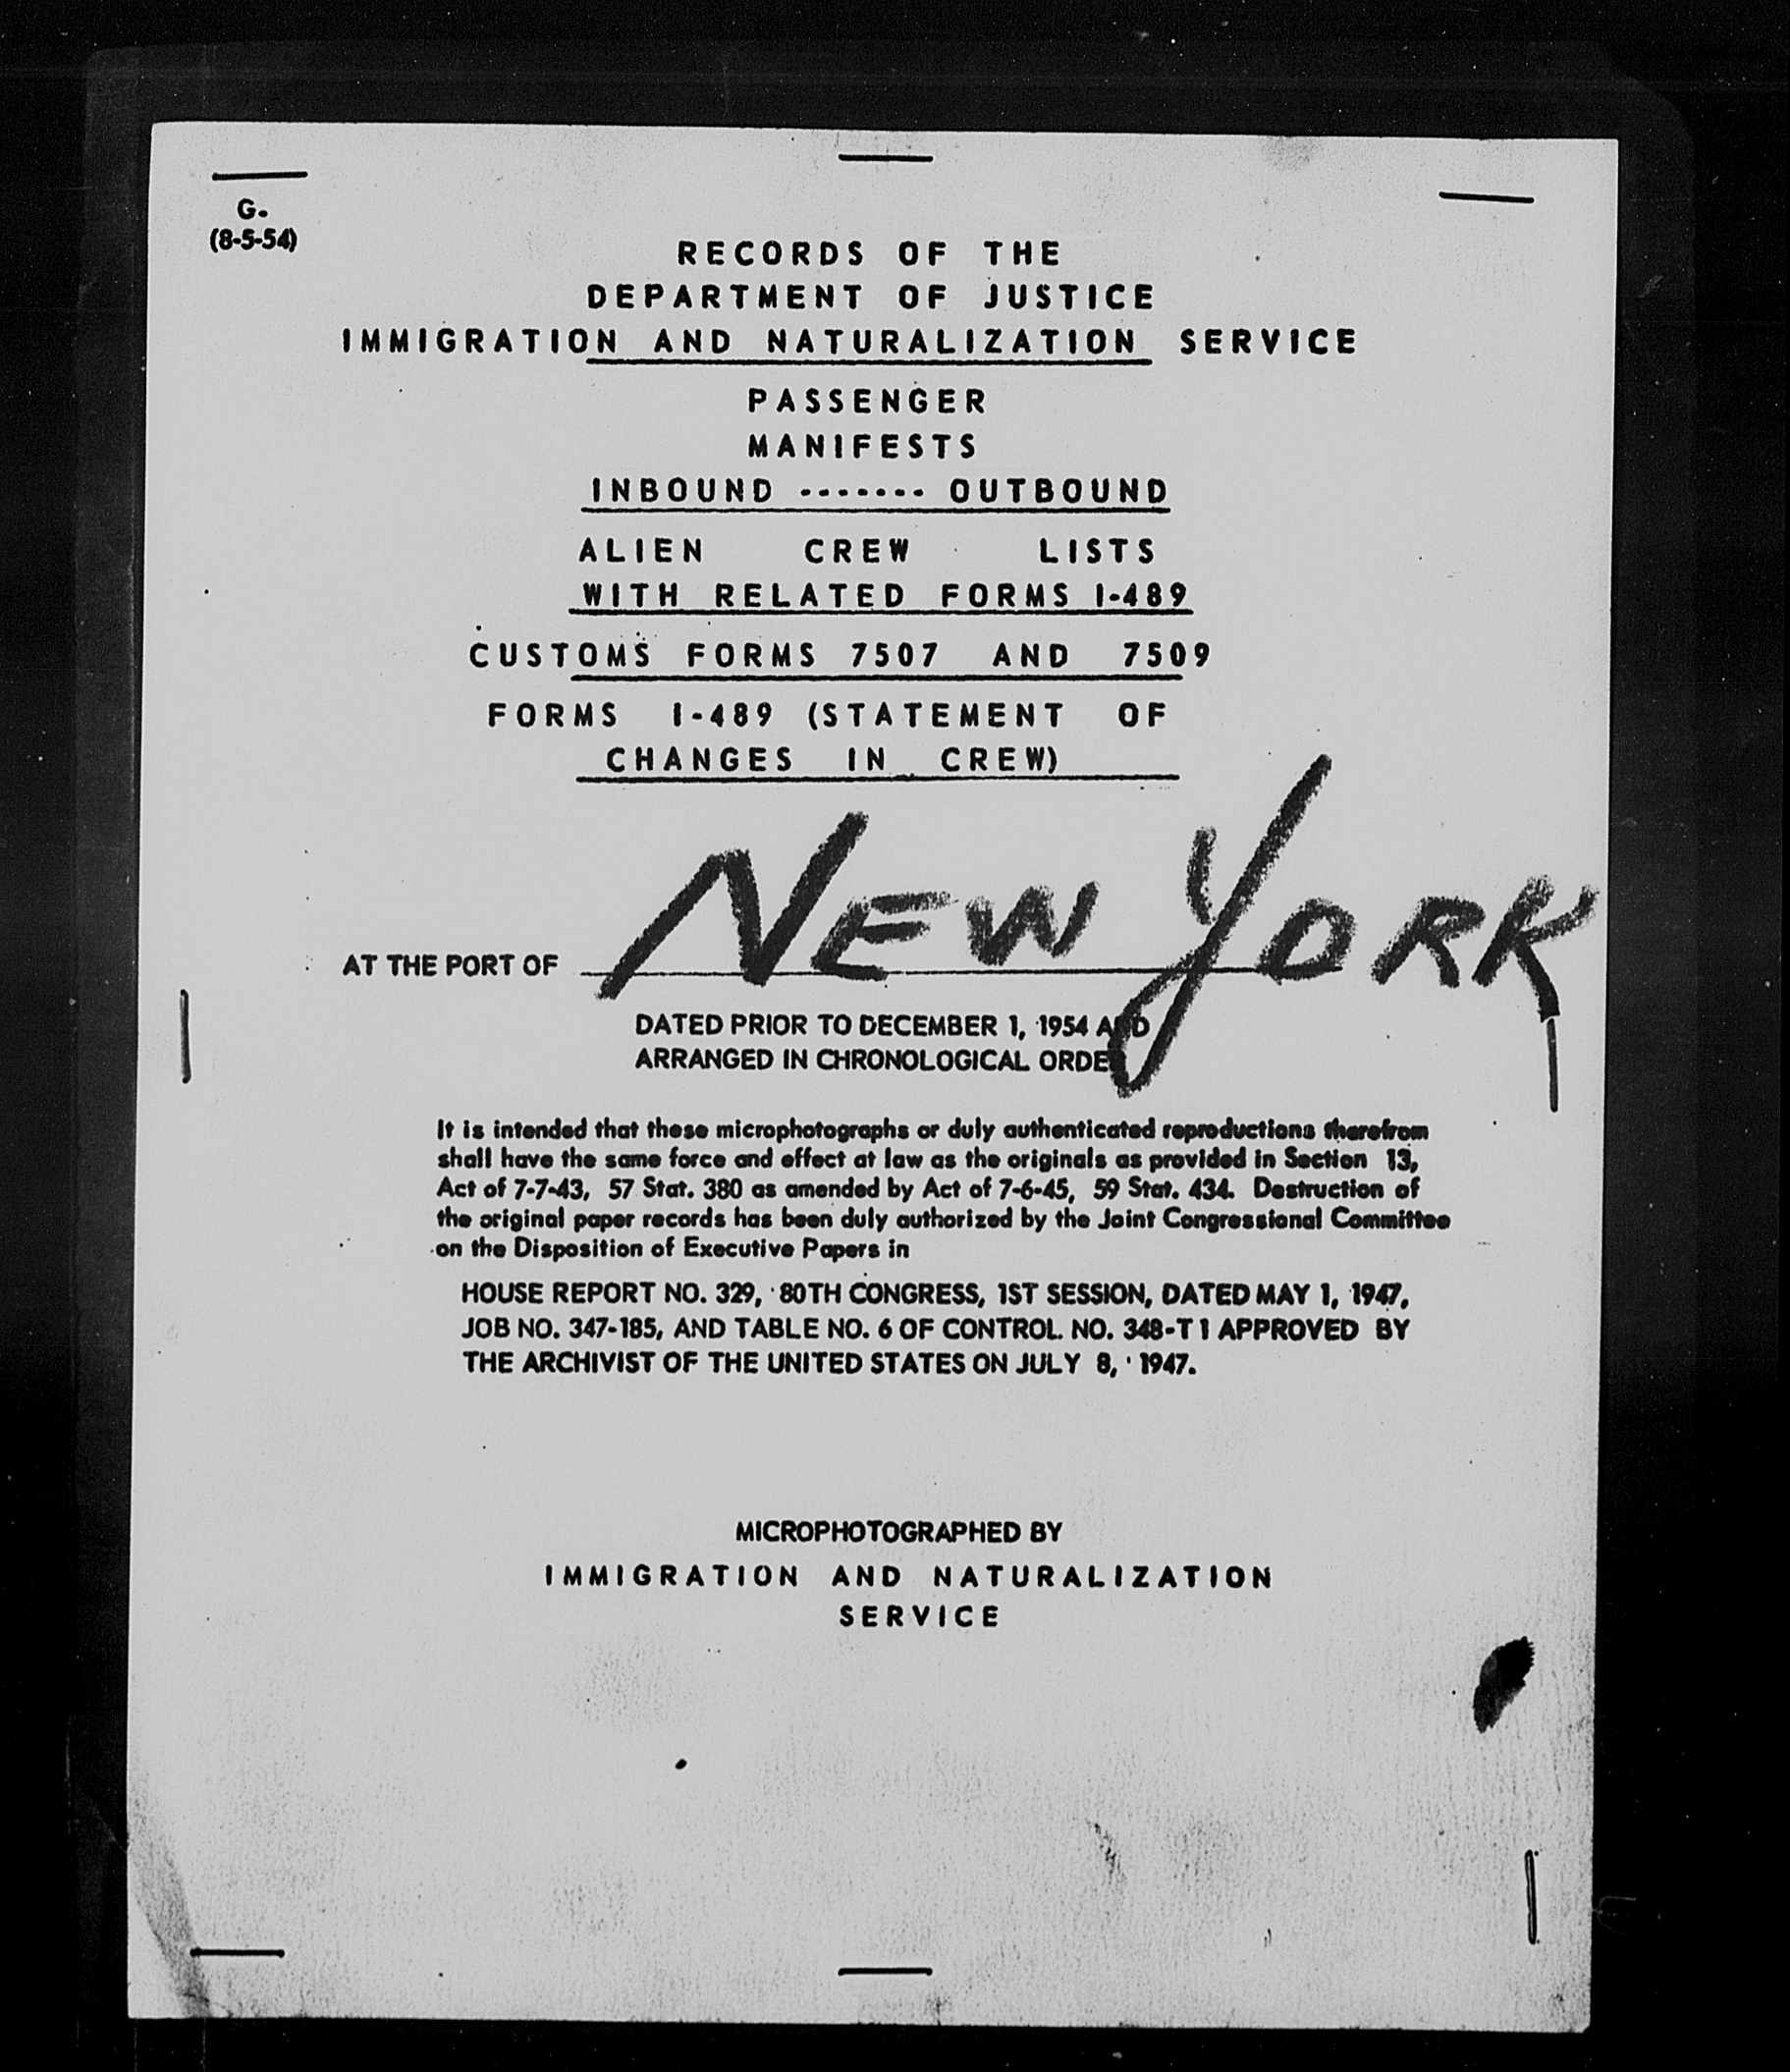 G-
(8-5-54)
RECORDS OF THE
DEPARTMENT OF JUSTICE
IMMIGRATION AND NATURALIZATION SERVICE
PASSENGER
MANIFESTS
INBOUND ------- OUTBOUND
ALIEN CREW LISTS
WITH RELATED FORMS I-489
CUSTOMS FORMS 7507 AND 7509
FORMS I-489 (STATEMENT OF
CHANGES IN CREW)
AT THE PORT OF NEW YORK
DATED PRIOR TO DECEMBER 1, 1954 AND
ARRANGED IN CHRONOLOGICAL ORDER
It is intended that these microphotographs or duly authenticated reproductions therefrom
shall have the same force and effect at law as the originals as provided in Section 13,
Act of 7-7-43, 57 Stat. 380 as amended by Act of 7-6-45, 59 Stat. 434. Destruction of
the original paper records has been duly authorized by the Joint Congressional Committee
on the Disposition of Executive Papers in
HOUSE REPORT NO. 329, 80TH CONGRESS, 1ST SESSION, DATED MAY 1, 1947,
JOB NO. 347-185, AND TABLE NO. 6 OF CONTROL NO. 348-T1 APPROVED BY
THE ARCHIVIST OF THE UNITED STATES ON JULY 8, 1947.
MICROPHOTOGRAPHED BY
IMMIGRATION AND NATURALIZATION
SERVICE